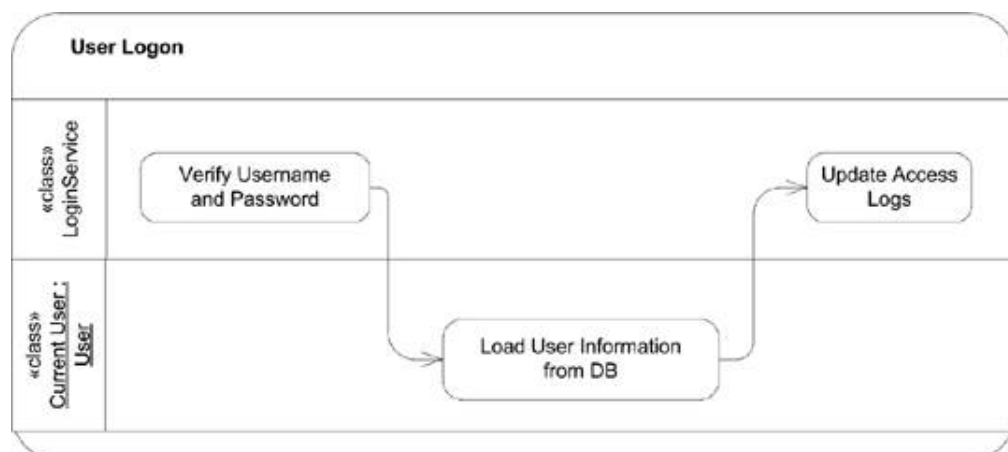 User Logon
«class»
LoginService
Verify Username
and Password
Update Access
Logs
«class»
Current User :
User
Load User Information
from DB